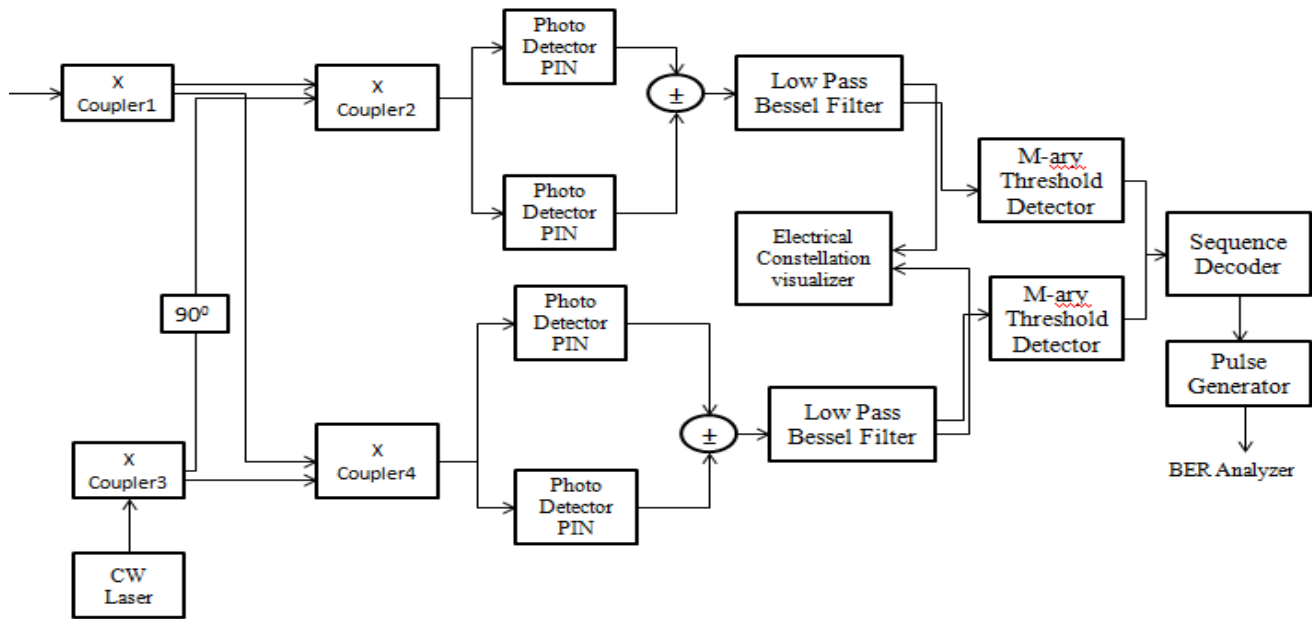 X
Coupler1
X
Coupler2
Photo
Detector
PIN
±
Low Pass
Bessel Filter
Photo
Detector
PIN
M-ary
Threshold
Detector
Electrical
Constellation
visualizer
Sequence
Decoder
90⁰
Photo
Detector
PIN
M-ary
Threshold
Detector
Pulse
Generator
X
Coupler3
X
Coupler4
±
Low Pass
Bessel Filter
Photo
Detector
PIN
BER Analyzer
CW
Laser